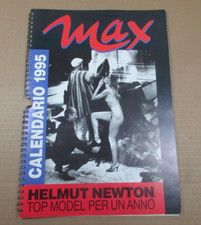 max
CALENDARIO 1995
HELMUT NEWTON
TOP MODEL PER UN ANNO